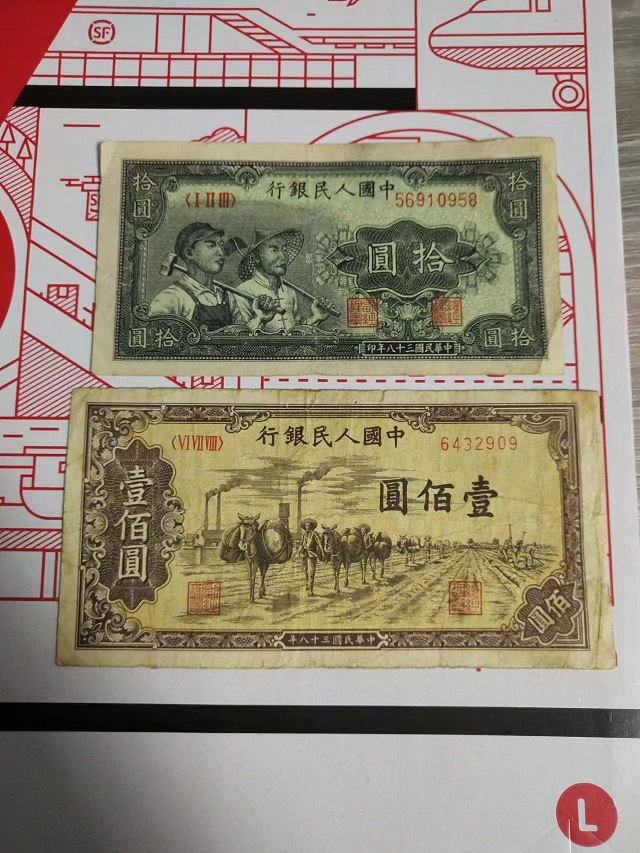 SF
拾圓
中國人民銀行
拾圓
〈I II III〉
56910958
拾圓
拾圓
拾圓
中華民國三十八年印
中國人民銀行
〈VI VII VIII〉
6432909
壹佰圓
壹佰圓
佰圓
中華民國三十八年
L